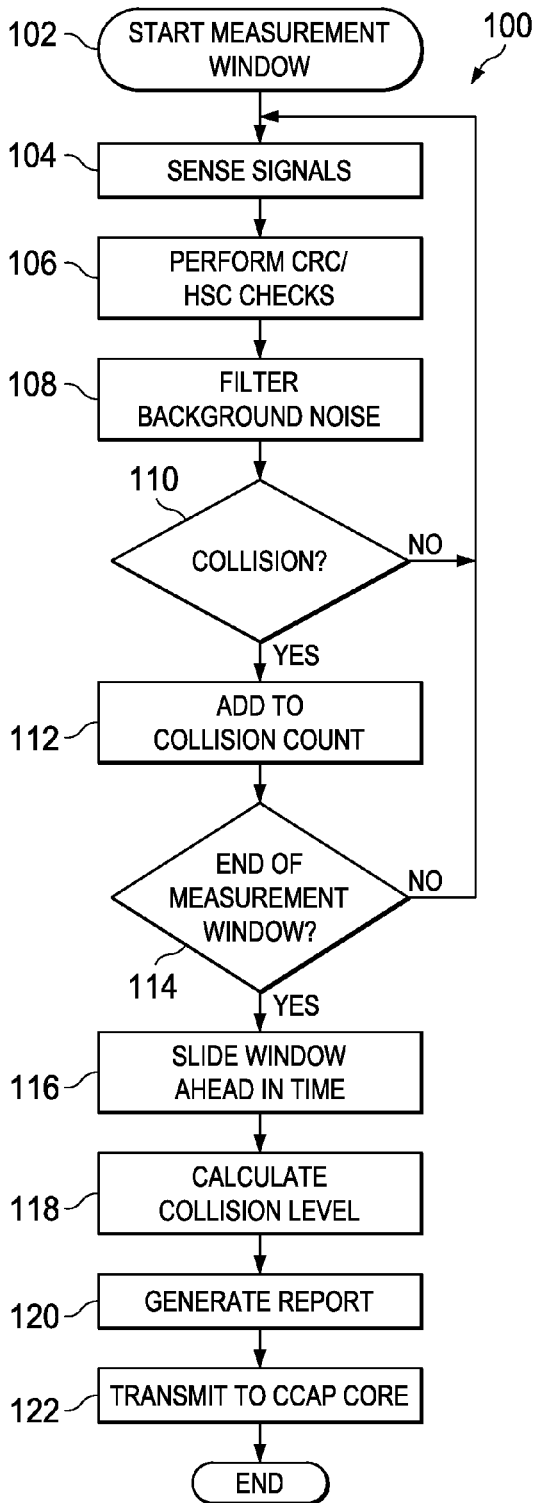 102
START MEASUREMENT
WINDOW
100
104
SENSE SIGNALS
106
PERFORM CRC/
HSC CHECKS
108
FILTER
BACKGROUND NOISE
110
COLLISION?
NO
YES
112
ADD TO
COLLISION COUNT
END OF
MEASUREMENT
WINDOW?
NO
114
YES
116
SLIDE WINDOW
AHEAD IN TIME
118
CALCULATE
COLLISION LEVEL
120
GENERATE REPORT
122
TRANSMIT TO CCAP CORE
END